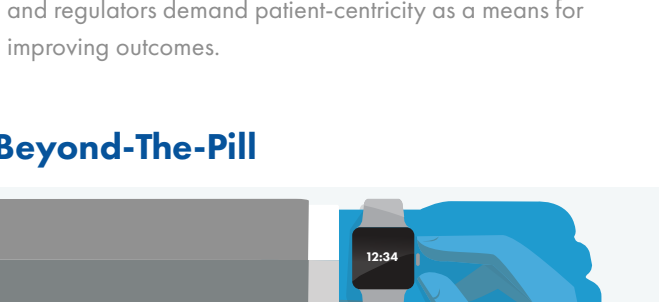 and regulators demand patient-centricity as a means for
improving outcomes.
Beyond-The-Pill
12:34